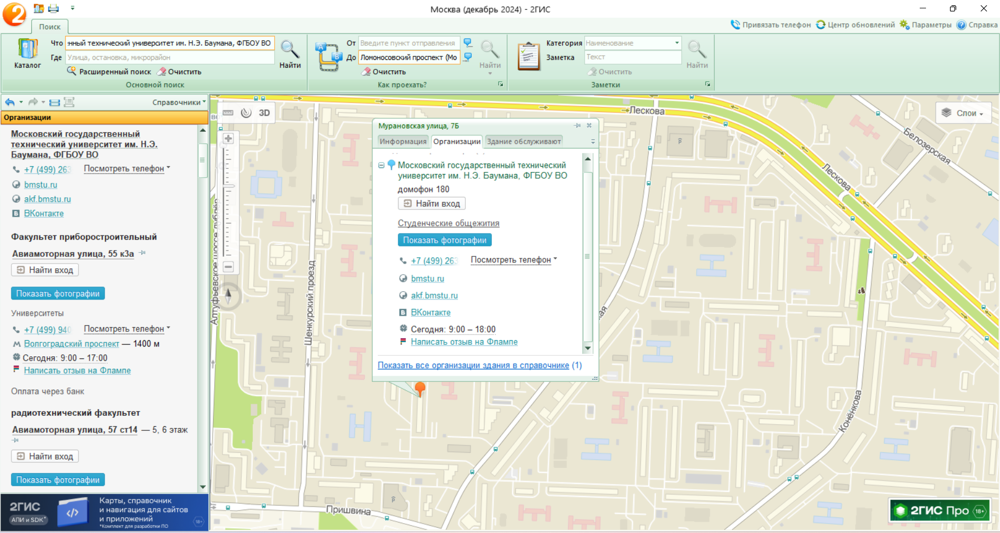 Москва (декабрь 2024) - 2ГИС
Поиск
Привязать телефон
Центр обновлений
Параметры
Справка
Каталог
Что
нный технический университет им. Н.Э. Баумана, ФГБОУ ВО
Где
Улица, остановка, микрорайон
Расширенный поиск
Очистить
Найти
Основной поиск
От
Введите пункт отправления
До
Ломоносовский проспект (Мо
Очистить
Найти
Как проехать?
Категория
Наименование
Заметка
Текст
Очистить
Найти
Заметки
Справочники
Организации
Московский государственный
технический университет им. Н.Э.
Баумана, ФГБОУ ВО
+7 (499) 263
Посмотреть телефон
bmstu.ru
akf.bmstu.ru
ВКонтакте
Факультет приборостроительный
Авиамоторная улица, 55 к3а
Найти вход
Показать фотографии
Университеты
+7 (499) 940
Посмотреть телефон
Волгоградский проспект — 1400 м
Сегодня: 9:00 – 17:00
Написать отзыв на Флампе
Оплата через банк
радиотехнический факультет
Авиамоторная улица, 57 ст14 — 5, 6 этаж
Найти вход
Показать фотографии
2ГИС
АПИ и SDK*
Карты, справочник
и навигация для сайтов
и приложений
*Комплект для разработки ПО
18+
3D
Слои
Мурановская улица, 7Б
Информация
Организации
Здание обслуживают
Московский государственный технический
университет им. Н.Э. Баумана, ФГБОУ ВО
домофон 180
Найти вход
Студенческие общежития
Показать фотографии
+7 (499) 263
Посмотреть телефон
bmstu.ru
akf.bmstu.ru
ВКонтакте
Сегодня: 9:00 – 18:00
Написать отзыв на Флампе
Показать все организации здания в справочнике (1)
Лескова
Белозерская
Лескова
Алтуфьевское шоссе дублёр
Шенкурский проезд
ая
Конёнкова
Пришвина
2ГИС Про 18+